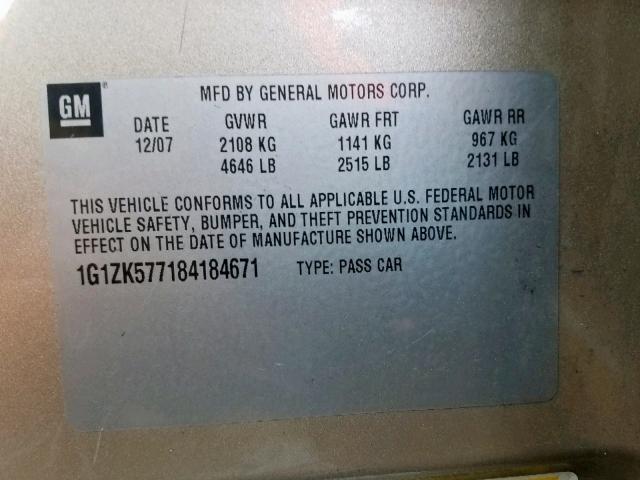 GM
MFD BY GENERAL MOTORS CORP.
DATE GVWR GAWR FRT GAWR RR
12/07 2108 KG 1141 KG 967 KG
4646 LB 2515 LB 2131 LB
THIS VEHICLE CONFORMS TO ALL APPLICABLE U.S. FEDERAL MOTOR
VEHICLE SAFETY, BUMPER, AND THEFT PREVENTION STANDARDS IN
EFFECT ON THE DATE OF MANUFACTURE SHOWN ABOVE.
1G1ZK577184184671 TYPE: PASS CAR